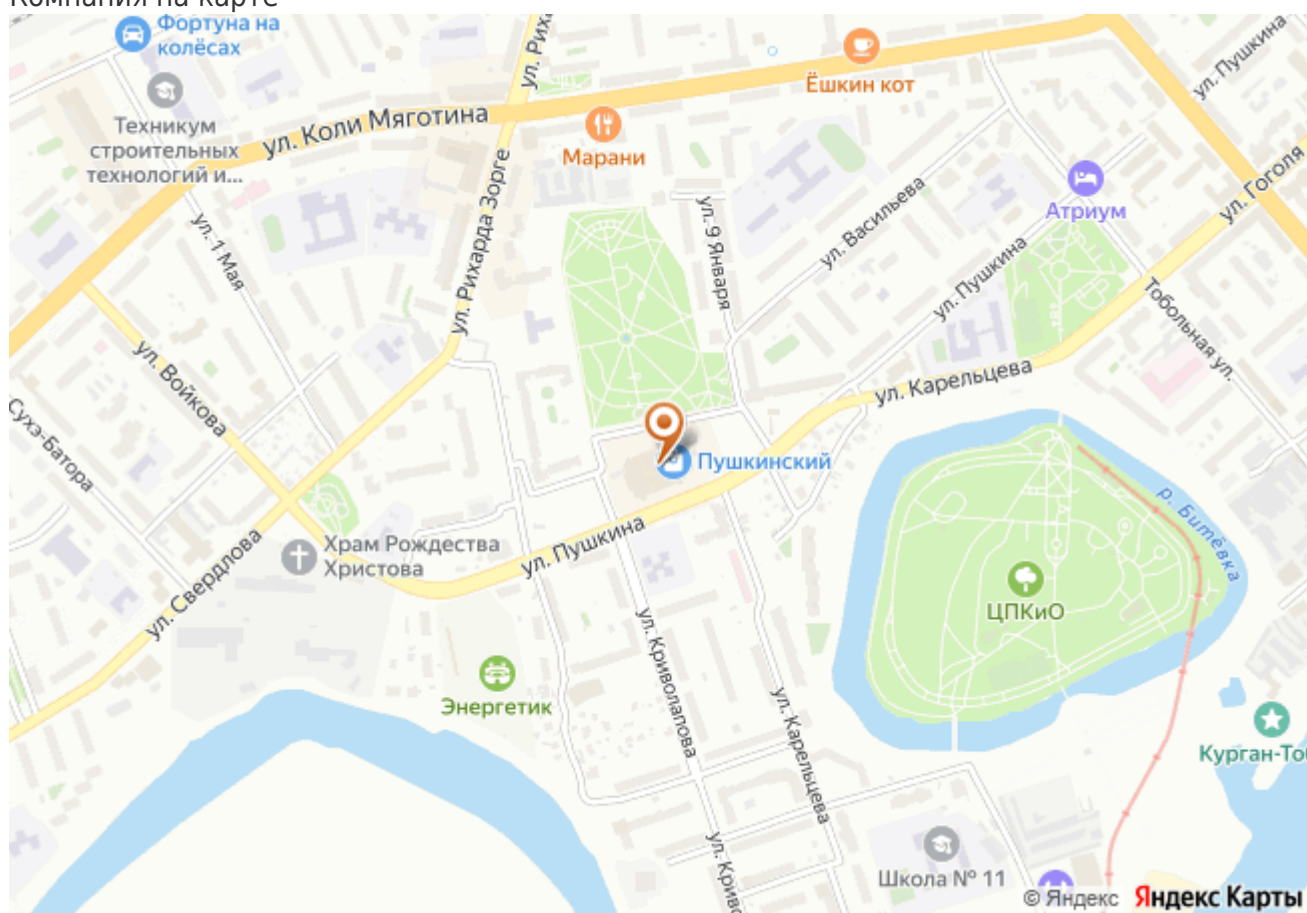 Компания на карте
Фортуна на
колёсах
ул. Риха
Ёшкин кот
ул. Пушкина
Техникум
строительных
технологий и...
ул. Коли Мяготина
Марани
ул. Рихарда Зорге
ул. 1 Мая
ул. 9 Января
ул. Васильева
Атриум
ул. Гоголя
ул. Пушкина
Тобольная ул.
ул. Войкова
ул. Карельцева
Сухэ-Батора
Пушкинский
р. Битёвка
ул. Свердлова
Храм Рождества
Христова
ул. Пушкина
ЦПКиО
Энергетик
ул. Криволапова
ул. Карельцева
Курган-Тоб
ул. Криво
Школа № 11
© Яндекс Яндекс Карты